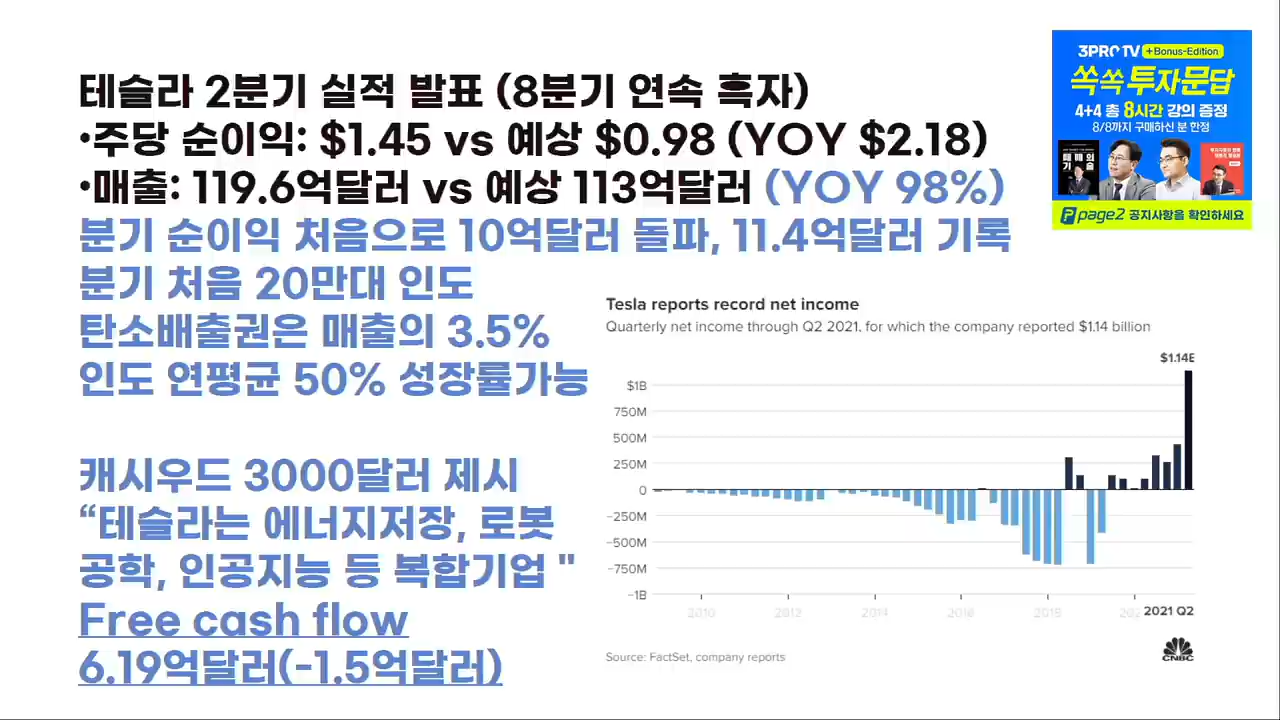 테슬라 2분기 실적 발표 (8분기 연속 흑자)
•주당 순이익: $1.45 vs 예상 $0.98 (YOY $2.18)
•매출: 119.6억달러 vs 예상 113억달러 (YOY 98%)
분기 순이익 처음으로 10억달러 돌파, 11.4억달러 기록
분기 처음 20만대 인도
탄소배출권은 매출의 3.5%
인도 연평균 50% 성장률가능
캐시우드 3000달러 제시
“테슬라는 에너지저장, 로봇
공학, 인공지능 등 복합기업 "
Free cash flow
6.19억달러(-1.5억달러)
3PRO TV +Bonus-Edition
쏙쏙 투자문답
4+4 총 8시간 강의 증정
8/8까지 구매하신 분 한정
매매의
기술
page2 공지사항을 확인하세요
Tesla reports record net income
Quarterly net income through Q2 2021, for which the company reported $1.14 billion
$1.14E
$1B
750M
500M
250M
0
−250M
−500M
−750M
−1B
2010 2012 2014 2016 2018 202 2021 Q2
Source: FactSet, company reports
CNBC